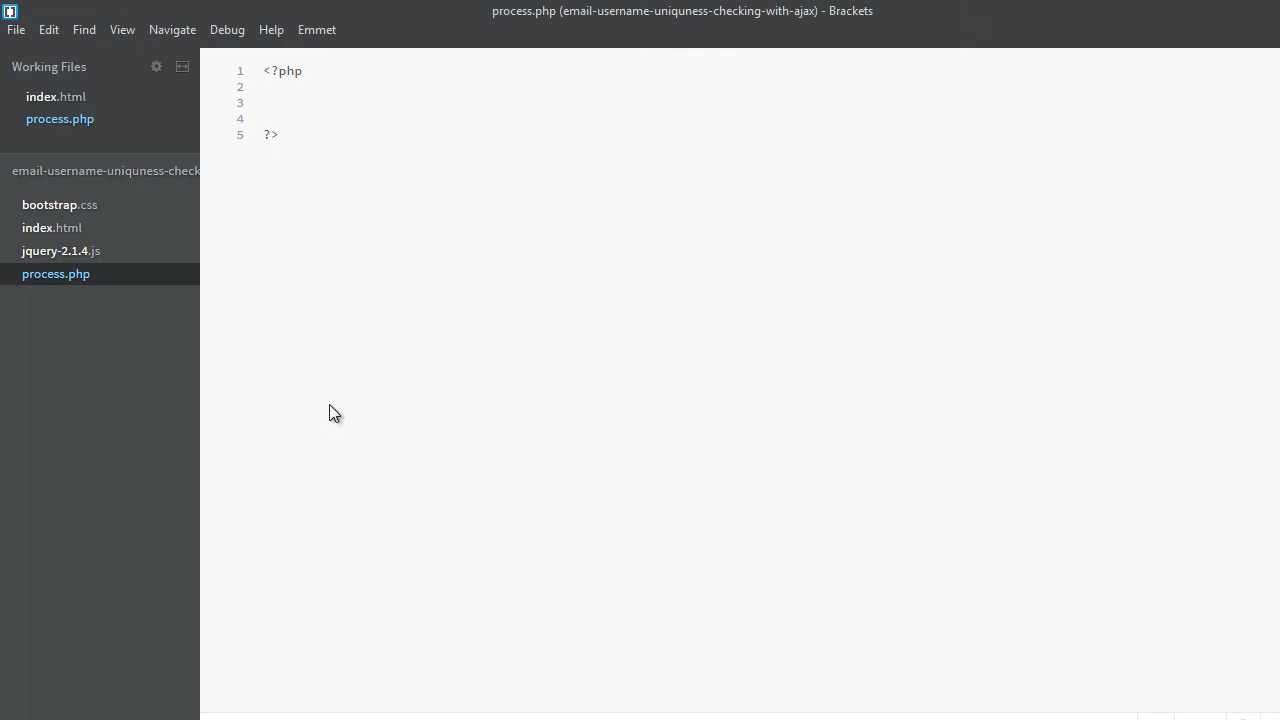 process.php (email-username-uniquness-checking-with-ajax) - Brackets
File Edit Find View Navigate Debug Help Emmet
Working Files
index.html
process.php
email-username-uniquness-check
bootstrap.css
index.html
jquery-2.1.4.js
process.php
1 <?php
2
3
4
5 ?>